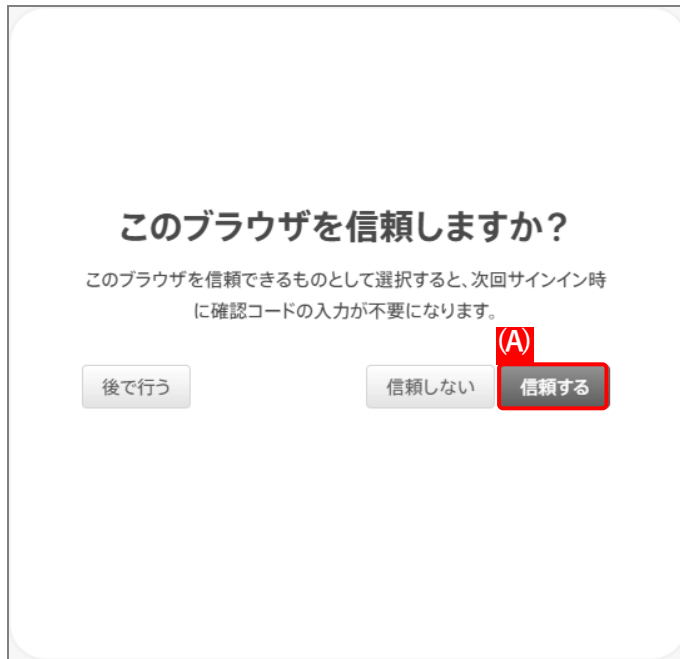 このブラウザを信頼しますか？
このブラウザを信頼できるものとして選択すると、次回サインイン時
に確認コードの入力が不要になります。
(A)
後で行う 信頼しない 信頼する